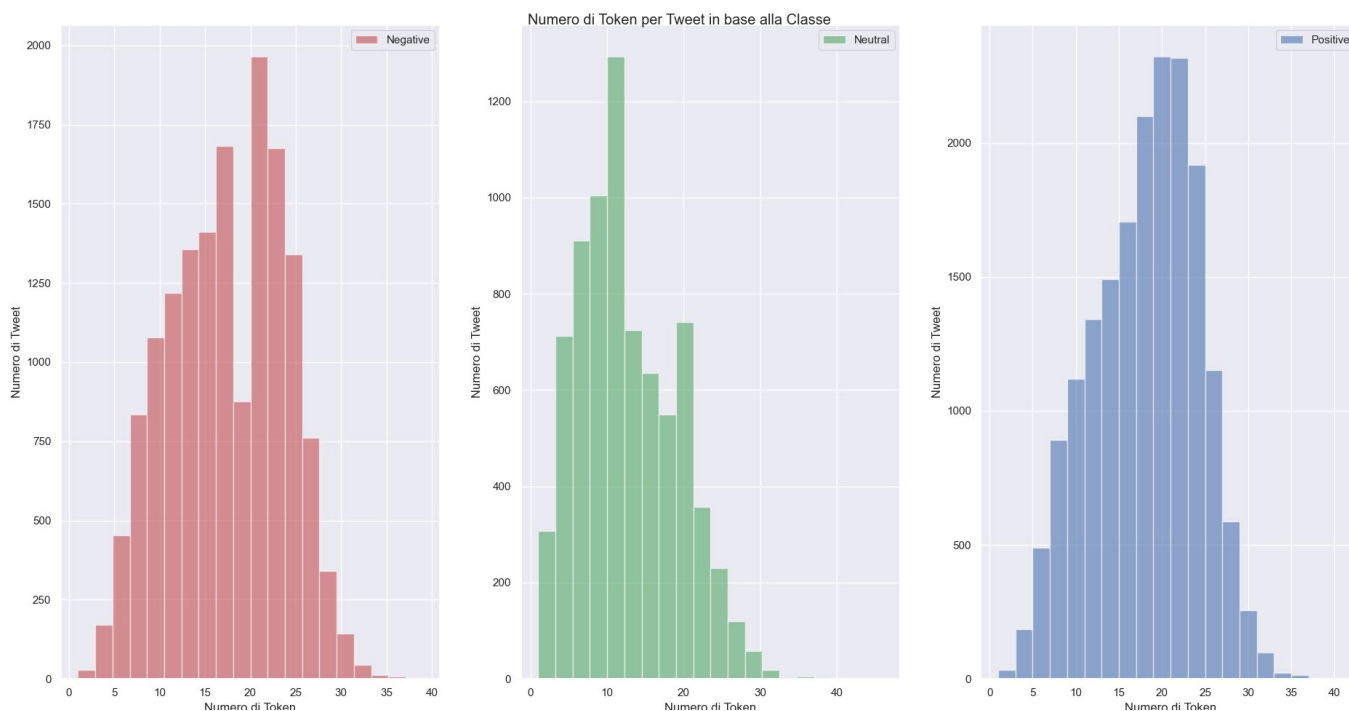 Numero di Token per Tweet in base alla Classe
Negative
Numero di Tweet
2000
1750
1500
1250
1000
750
500
250
0
0 5 10 15 20 25 30 35 40
Numero di Token
Neutral
Numero di Tweet
1200
1000
800
600
400
200
0
0 10 20 30 40
Numero di Token
Positive
Numero di Tweet
2000
1500
1000
500
0
0 5 10 15 20 25 30 35 40
Numero di Token